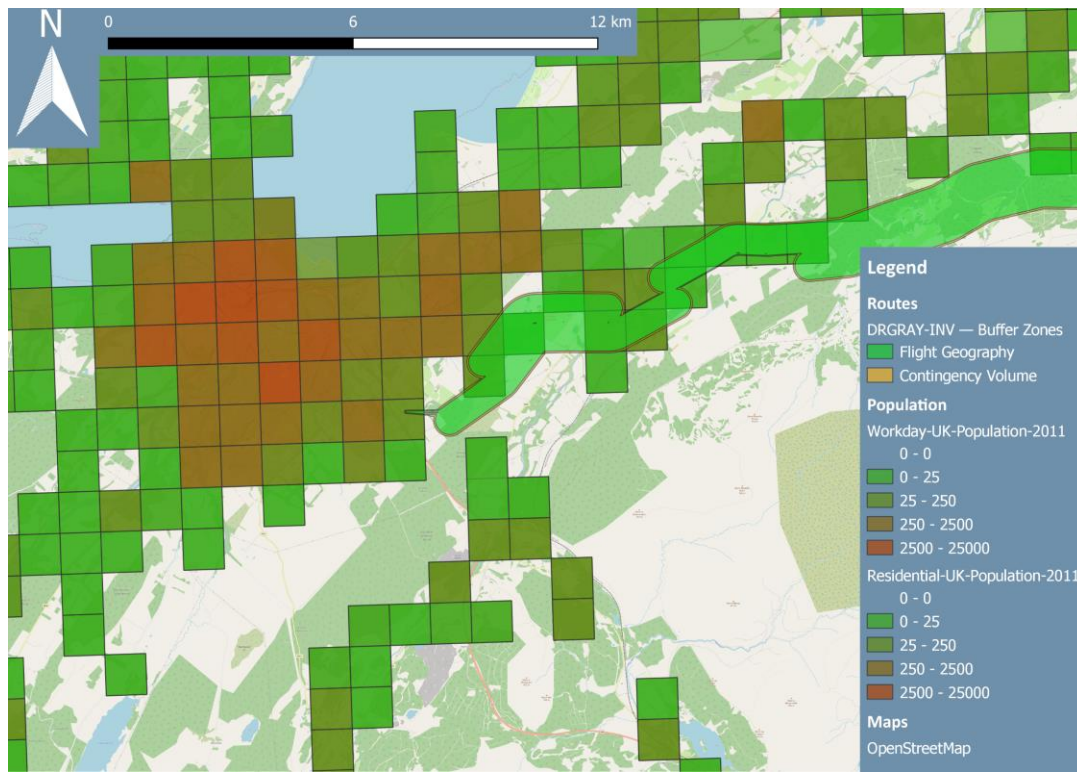 N
0 6 12 km
Legend
Routes
DRGRAY-INV — Buffer Zones
Flight Geography
Contingency Volume
Population
Workday-UK-Population-2011
0 - 0
0 - 25
25 - 250
250 - 2500
2500 - 25000
Residential-UK-Population-2011
0 - 0
0 - 25
25 - 250
250 - 2500
2500 - 25000
Maps
OpenStreetMap